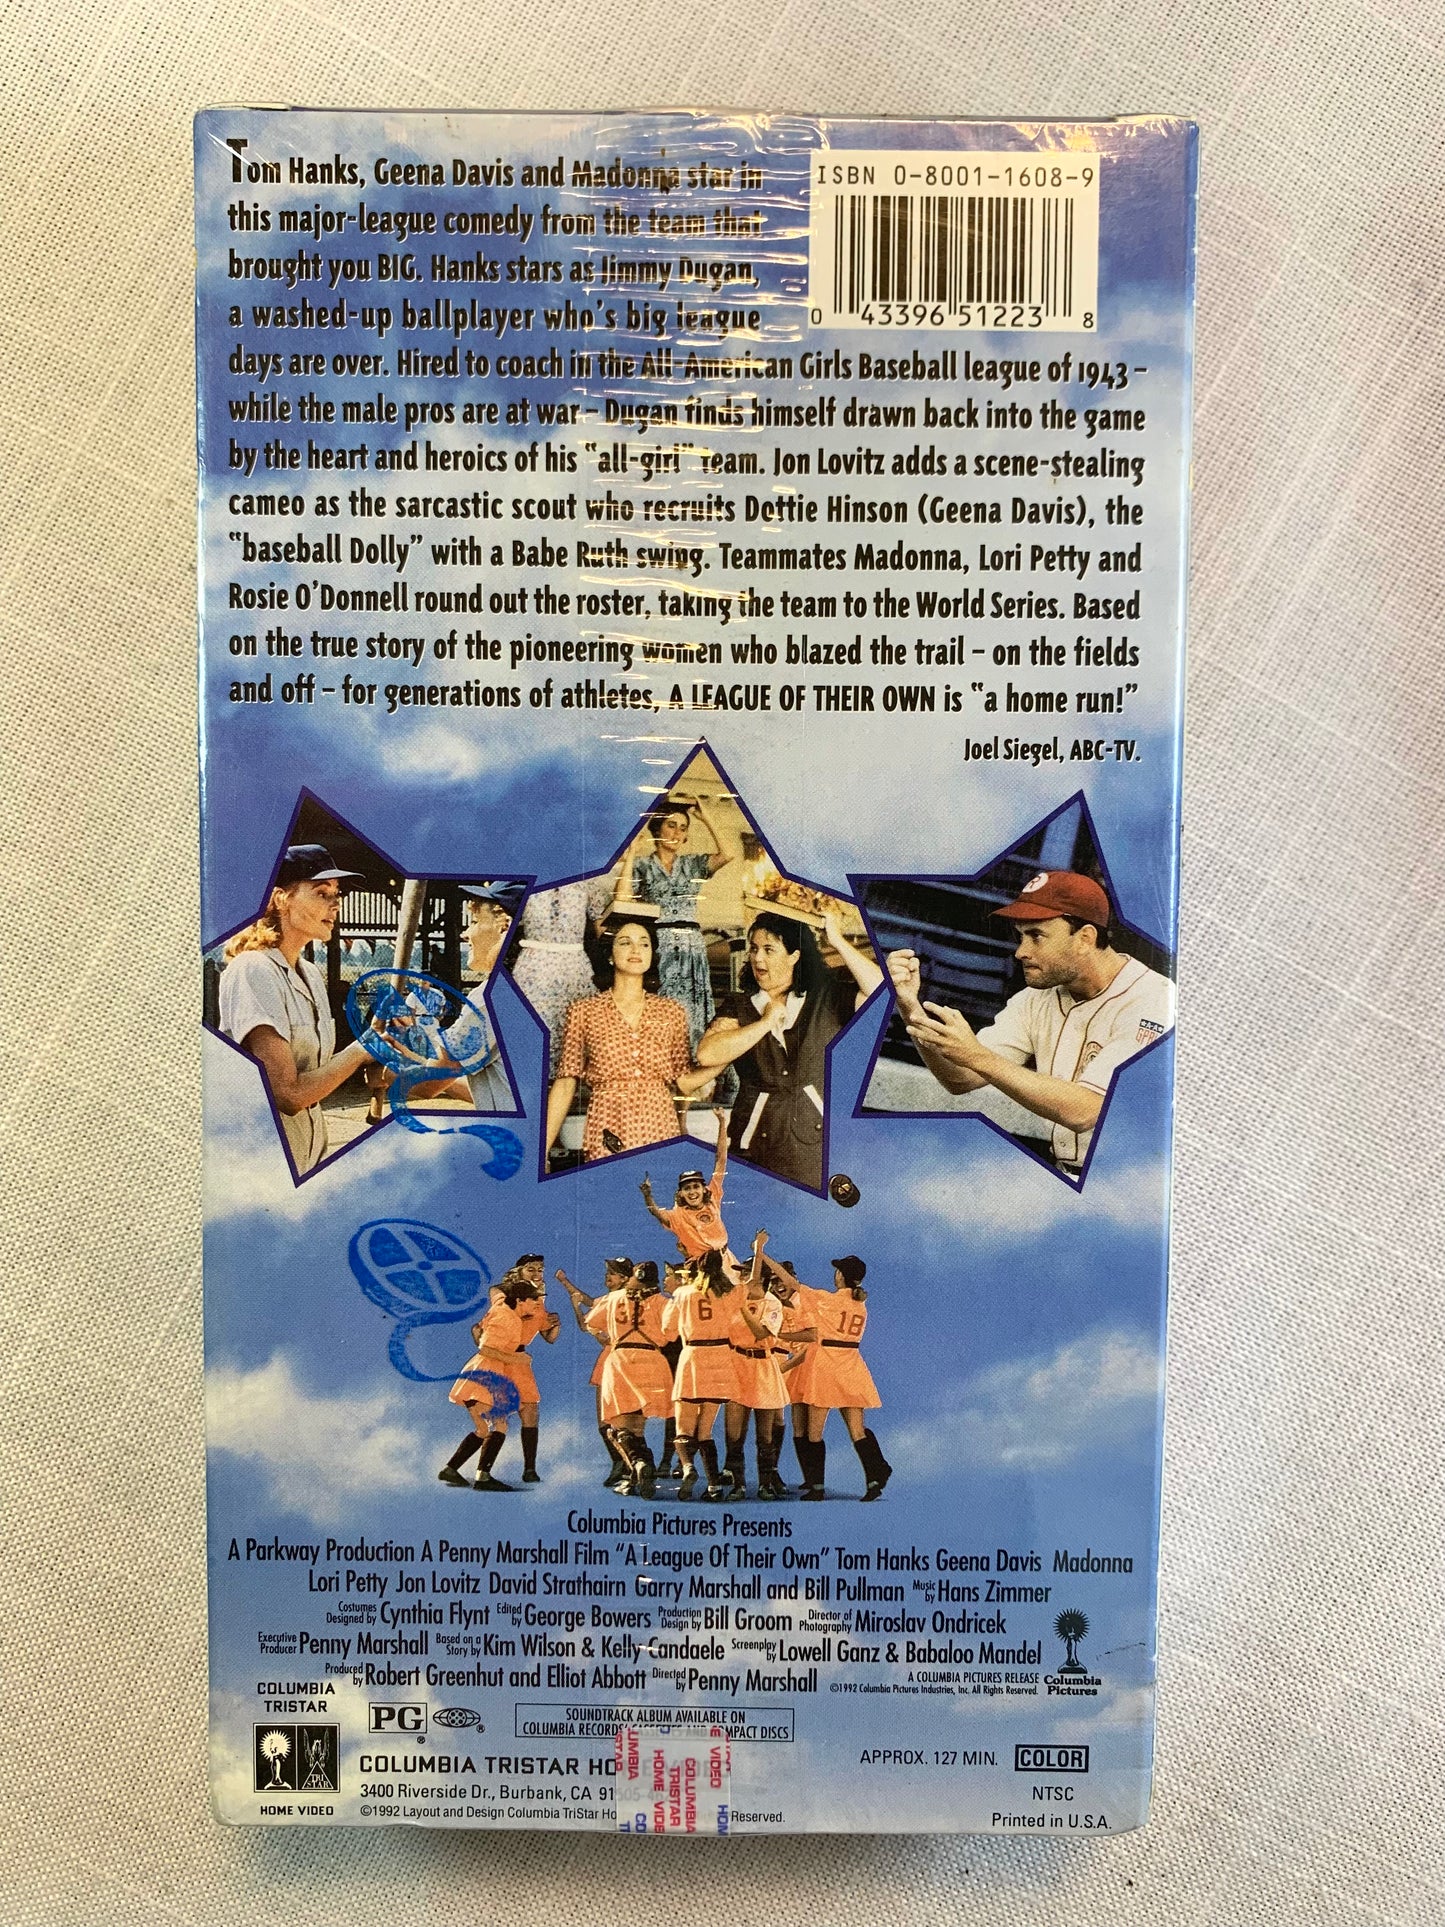 Tom Hanks, Geena Davis and Madonna star in
this major-league comedy from the team that
brought you BIG. Hanks stars as Jimmy Dugan,
a washed-up ballplayer who's big league
days are over. Hired to coach in the All-American Girls Baseball league of 1943 –
while the male pros are at war – Dugan finds himself drawn back into the game
by the heart and heroics of his "all-girl" team. Jon Lovitz adds a scene-stealing
cameo as the sarcastic scout who recruits Dottie Hinson (Geena Davis), the
"baseball Dolly" with a Babe Ruth swing. Teammates Madonna, Lori Petty and
Rosie O'Donnell round out the roster, taking the team to the World Series. Based
on the true story of the pioneering women who blazed the trail – on the fields
and off – for generations of athletes, A LEAGUE OF THEIR OWN is "a home run!"
Joel Siegel, ABC-TV.
ISBN 0-8001-1608-9
0 43396 51223 8
R
32 6 18
Columbia Pictures Presents
A Parkway Production A Penny Marshall Film "A League Of Their Own" Tom Hanks Geena Davis Madonna
Lori Petty Jon Lovitz David Strathairn Garry Marshall and Bill Pullman Music by Hans Zimmer
Costumes Designed by Cynthia Flynt Edited by George Bowers Production Design by Bill Groom Director of Photography Miroslav Ondricek
Executive Producer Penny Marshall Based on a Story by Kim Wilson & Kelly Candaele Screenplay by Lowell Ganz & Babaloo Mandel
Produced by Robert Greenhut and Elliot Abbott Directed by Penny Marshall
A COLUMBIA PICTURES RELEASE
©1992 Columbia Pictures Industries, Inc. All Rights Reserved.
Columbia
Pictures
COLUMBIA
TRISTAR
TRI STAR
HOME VIDEO
PG ®
®
SOUNDTRACK ALBUM AVAILABLE ON
COLUMBIA RECORDS' CASSETTES AND COMPACT DISCS
COLUMBIA TRISTAR HO
3400 Riverside Dr., Burbank, CA 91505
©1992 Layout and Design Columbia TriStar Ho Reserved.
COLUMBIA
TRISTAR
HOME VIDEO
APPROX. 127 MIN. COLOR
NTSC
Printed in U.S.A.